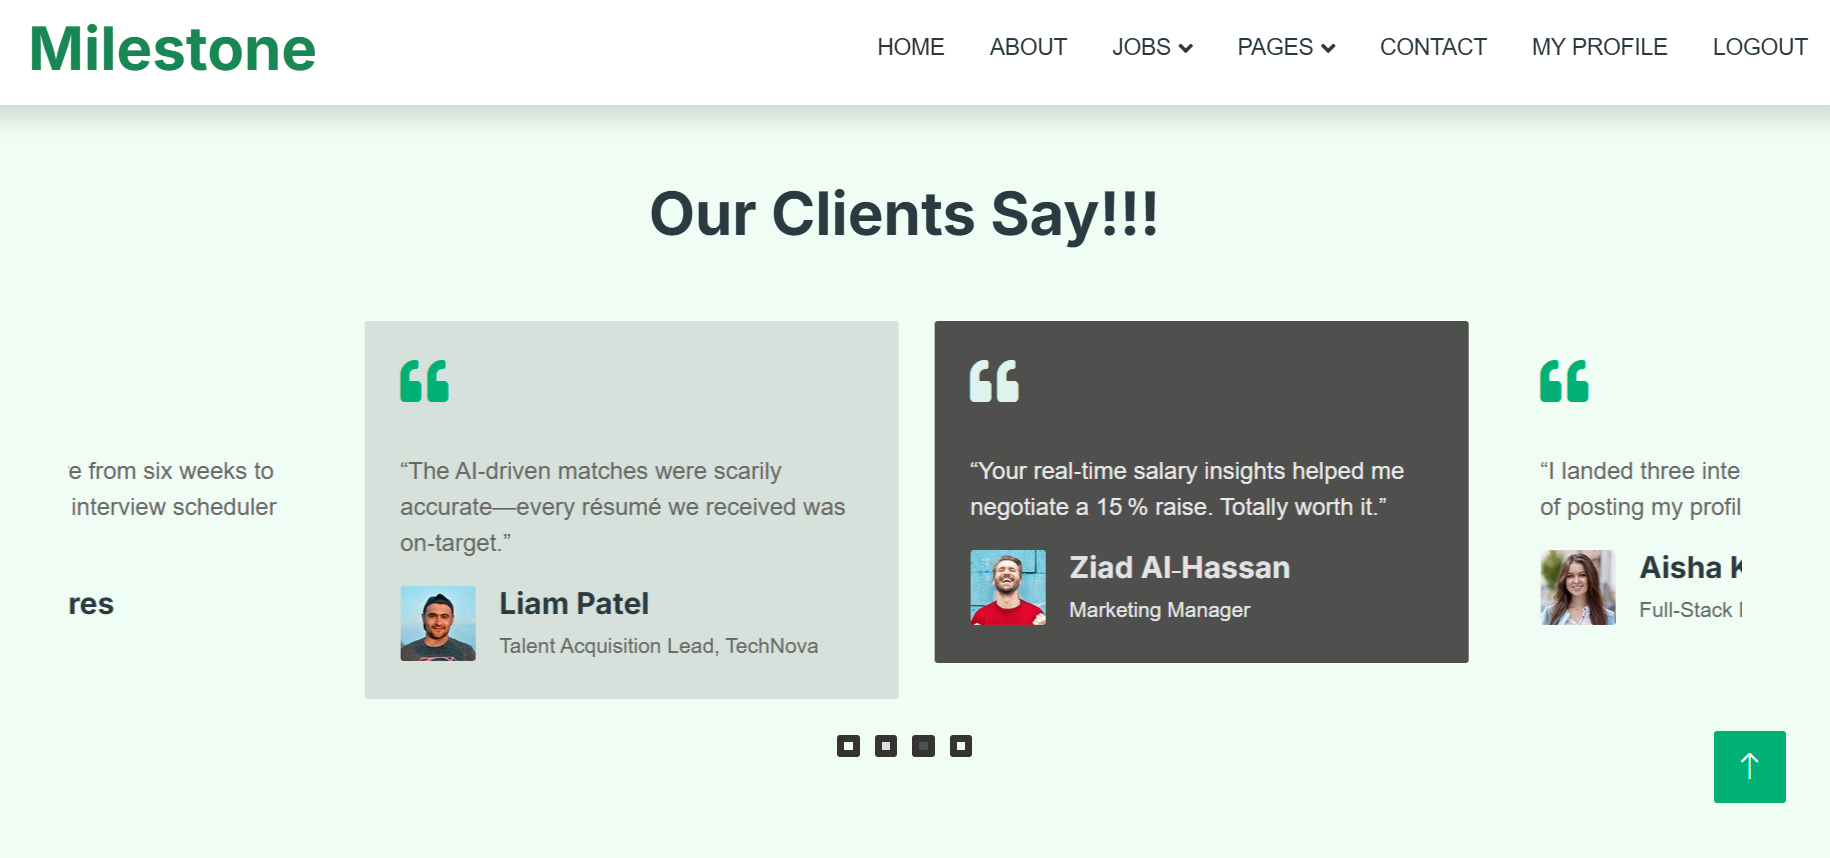 Milestone
HOME ABOUT JOBS PAGES CONTACT MY PROFILE LOGOUT
Our Clients Say!!!
from six weeks to
interview scheduler
“The AI-driven matches were scarily
accurate—every résumé we received was
on-target.”
Liam Patel
Talent Acquisition Lead, TechNova
“Your real-time salary insights helped me
negotiate a 15 % raise. Totally worth it.”
Ziad Al-Hassan
Marketing Manager
“I landed three
of posting my
Aisha
Full-Stack